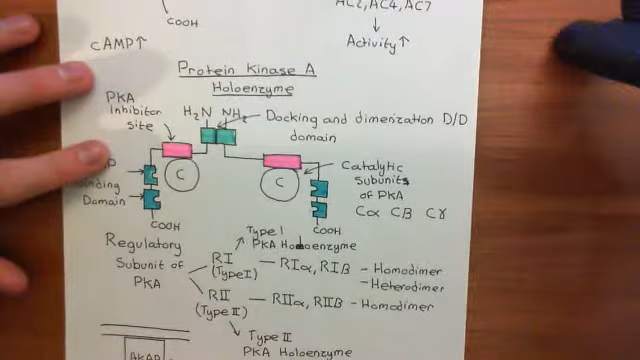 COOH
AC2, AC4, AC7
CAMP↑
Activity↑
Protein Kinase A
Holoenzyme
PKA
Inhibitor
site
H₂N NH₂
Docking and dimerization D/D
domain
C
C
Catalytic
Subunits
of PKA
Cα Cβ Cγ
Domain
COOH
COOH
Regulatory
Subunit of
PKA
Type I
PKA Holoenzyme
RI
(Type I)
RIα, RIβ - Homodimer
- Heterodimer
RII
(Type II)
RIIα, RIIβ - Homodimer
Type II
PKA Holoenzyme
AKAP